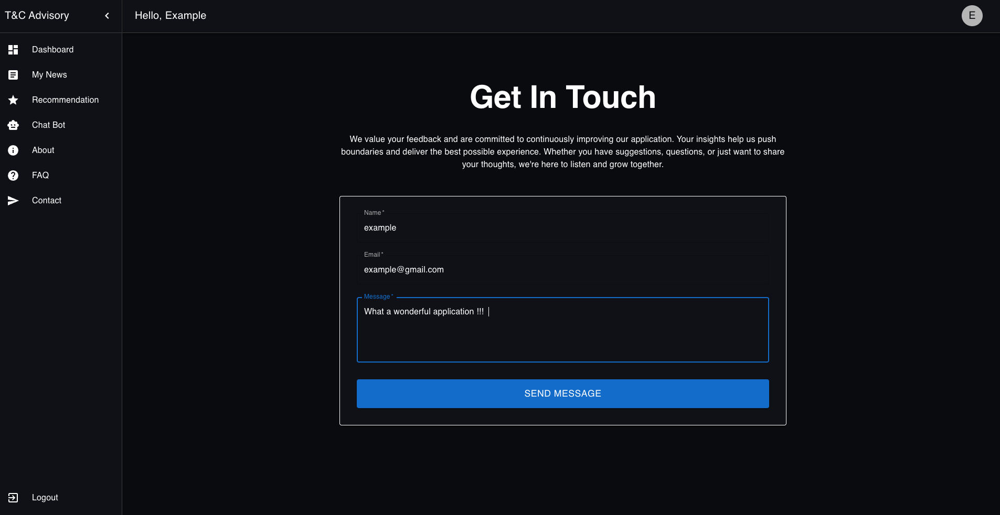 T&C Advisory
Hello, Example
E
Dashboard
My News
Recommendation
Chat Bot
About
FAQ
Contact
Logout
Get In Touch
We value your feedback and are committed to continuously improving our application. Your insights help us push
boundaries and deliver the best possible experience. Whether you have suggestions, questions, or just want to share
your thoughts, we're here to listen and grow together.
Name *
example
Email *
example@gmail.com
Message *
What a wonderful application !!!
SEND MESSAGE